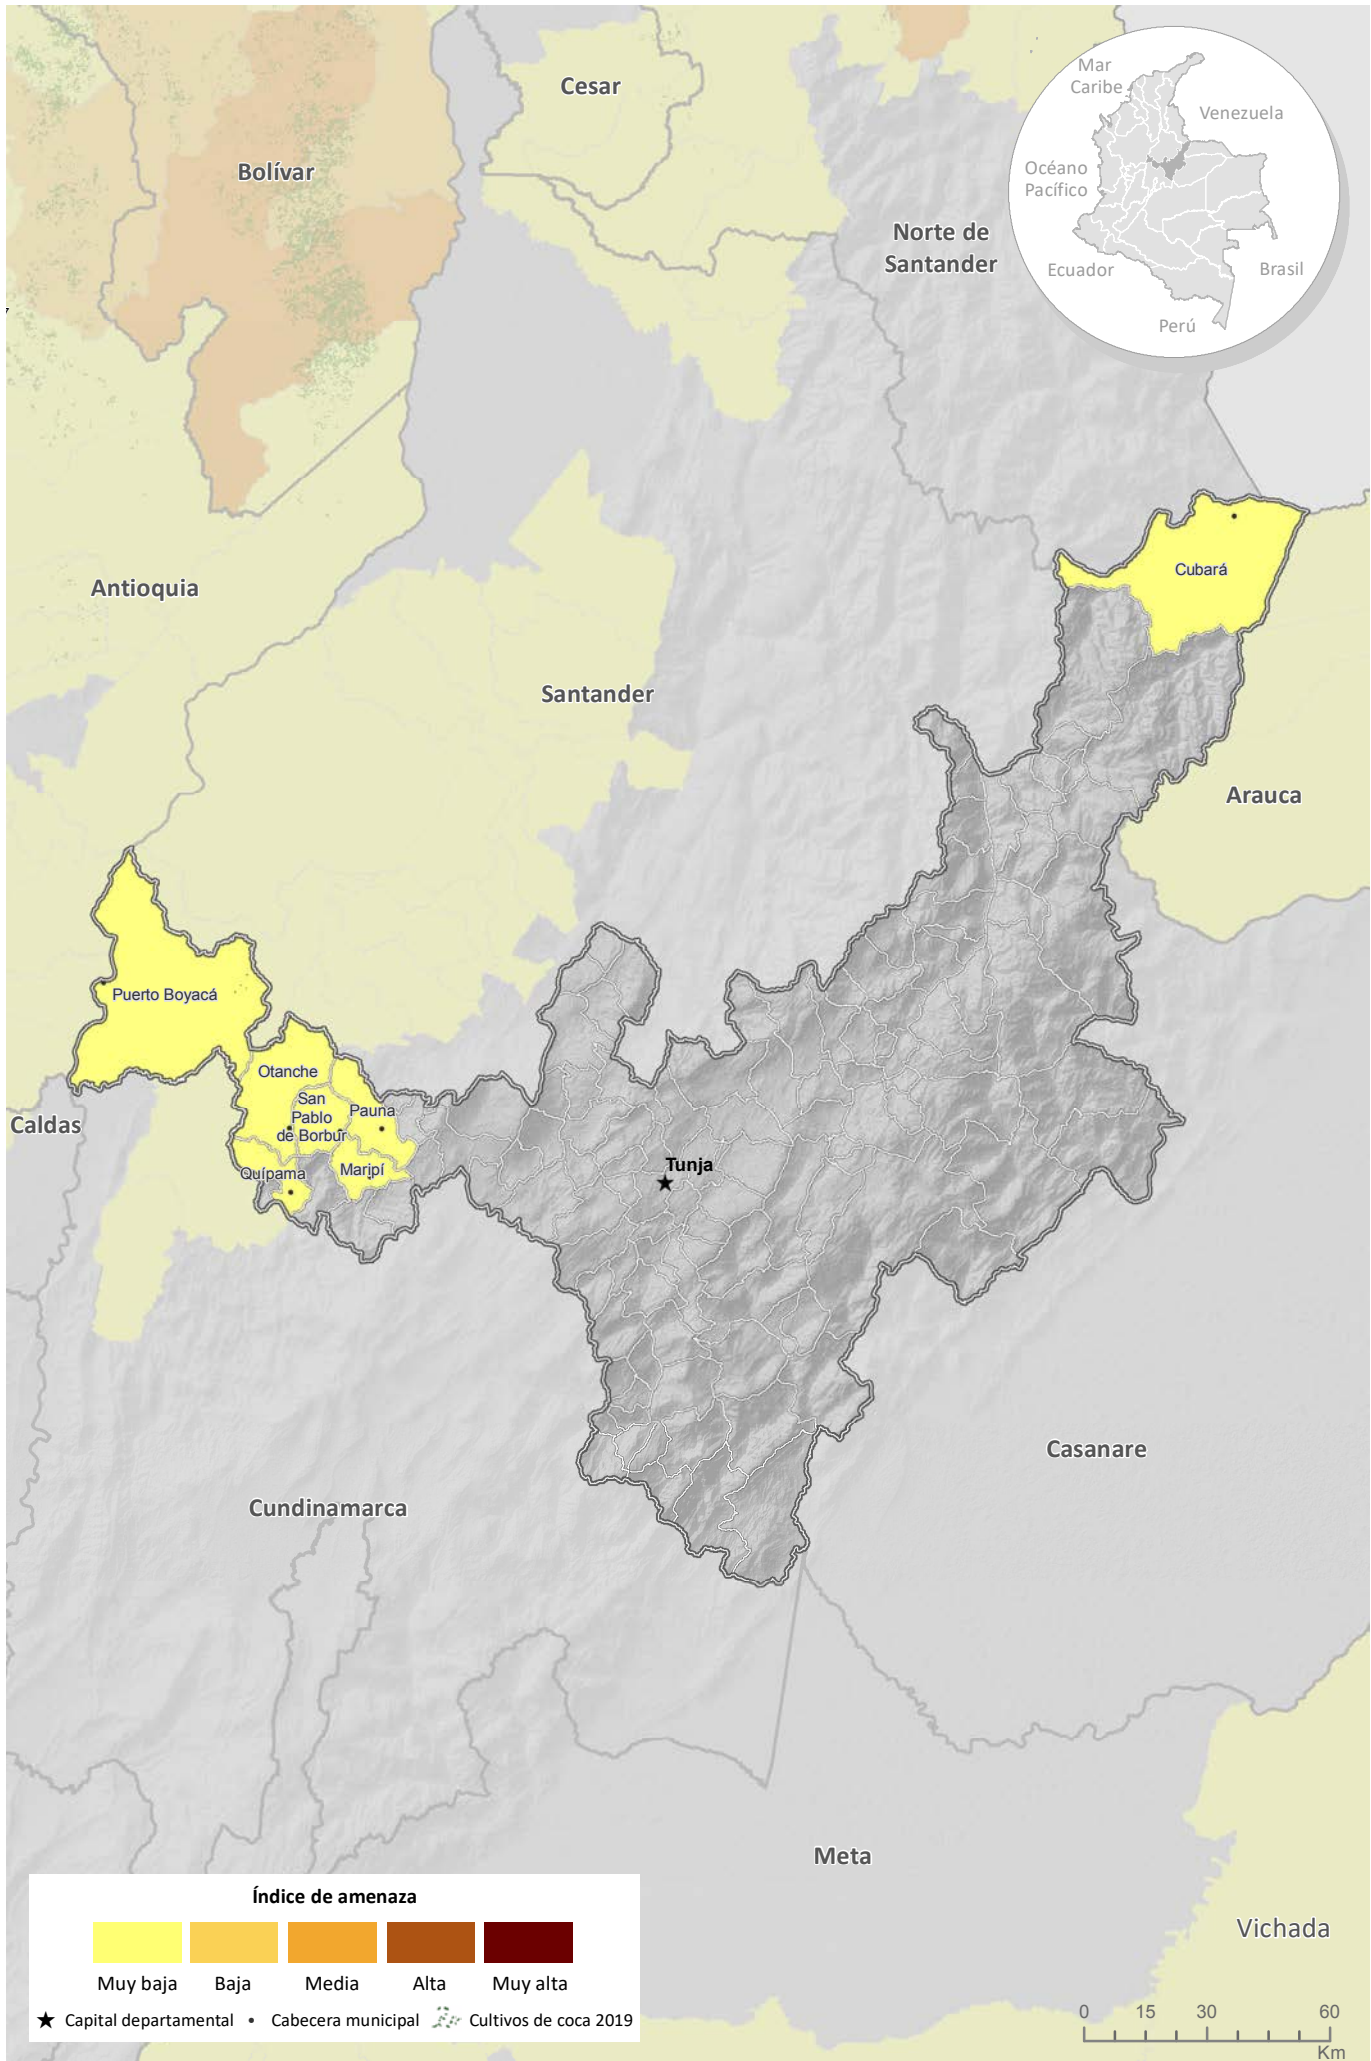 Cesar
Mar
Caribe
Venezuela
Bolívar
Océano
Pacífico
Norte de
Santander
Ecuador
Brasil
Perú
Cubará
Antioquia
Santander
Arauca
Puerto Boyacá
Otanche
San
Pablo
de Borbur
Pauna
Caldas
Quípama
Maripí
Tunja
Casanare
Cundinamarca
Meta
Índice de amenaza
Muy baja
Baja
Media
Alta
Muy alta
Capital departamental
Cabecera municipal
Cultivos de coca 2019
Vichada
0 15 30 60
Km